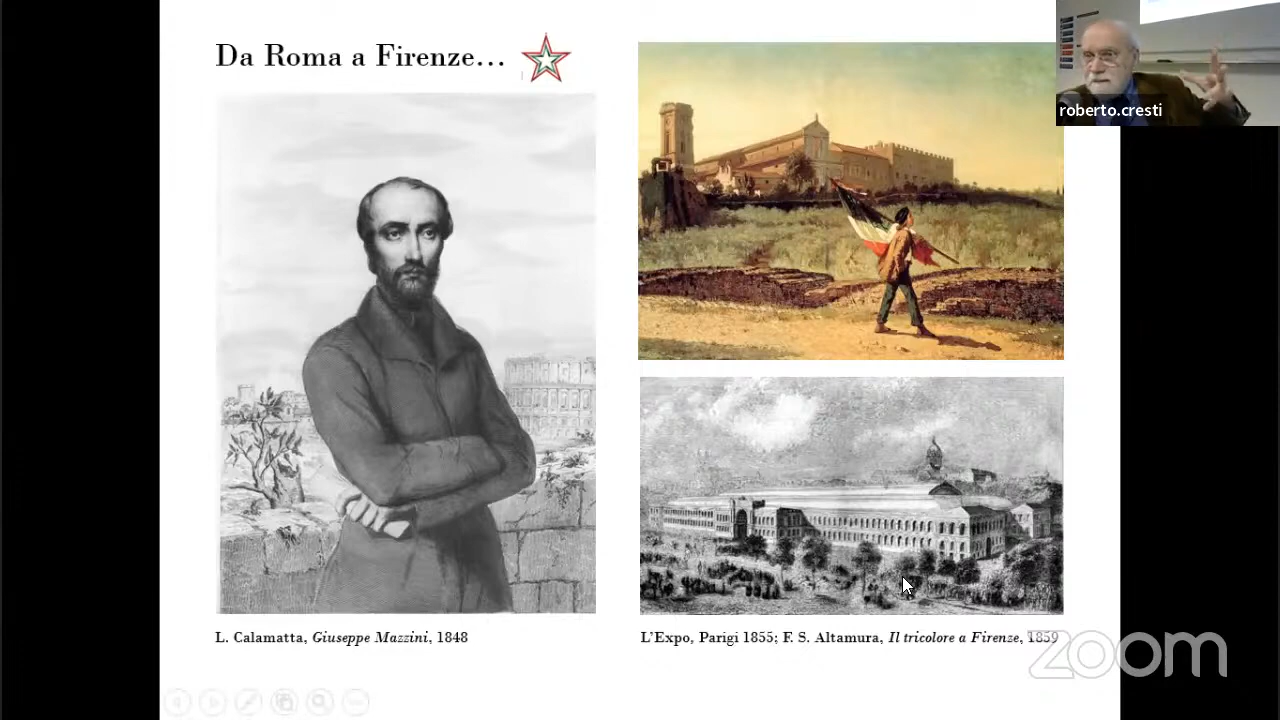 Da Roma a Firenze...
roberto.cresti
L. Calamatta, Giuseppe Mazzini, 1848
L'Expo, Parigi 1855; F. S. Altamura, Il tricolore a Firenze, 1859
zoom